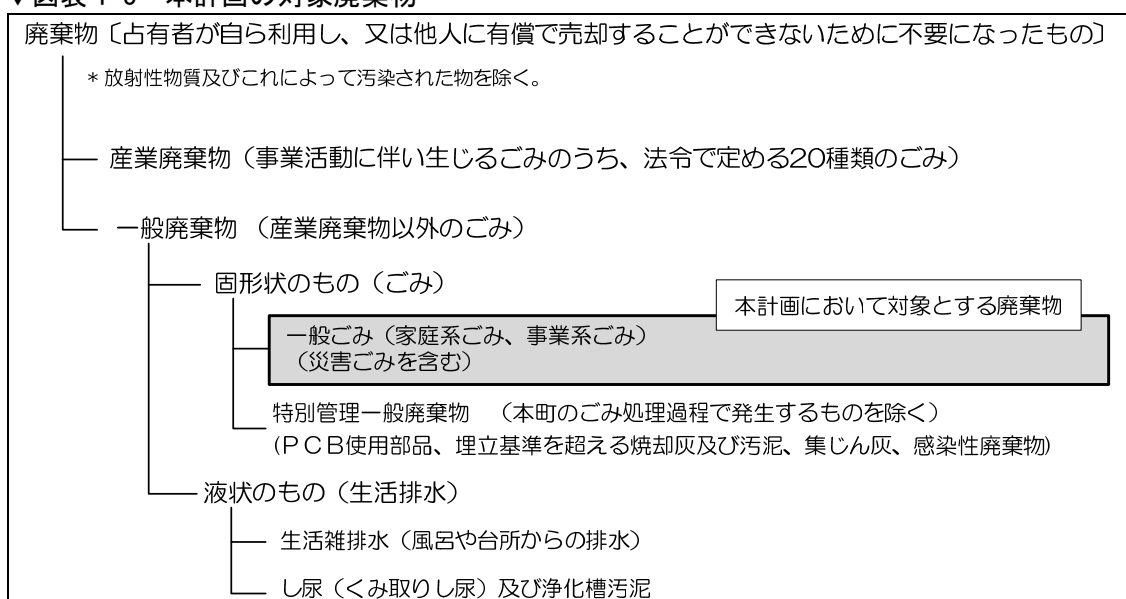 廃棄物〔占有者が自ら利用し、又は他人に有償で売却することができないために不要になったもの〕
＊放射性物質及びこれによって汚染された物を除く。
産業廃棄物（事業活動に伴い生じるごみのうち、法令で定める20種類のごみ）
一般廃棄物 （産業廃棄物以外のごみ）
固形状のもの（ごみ）
本計画において対象とする廃棄物
一般ごみ（家庭系ごみ、事業系ごみ）
（災害ごみを含む）
特別管理一般廃棄物 （本町のごみ処理過程で発生するものを除く）
(ＰＣＢ使用部品、埋立基準を超える焼却灰及び汚泥、集じん灰、感染性廃棄物)
液状のもの（生活排水）
生活雑排水（風呂や台所からの排水）
し尿（くみ取りし尿）及び浄化槽汚泥